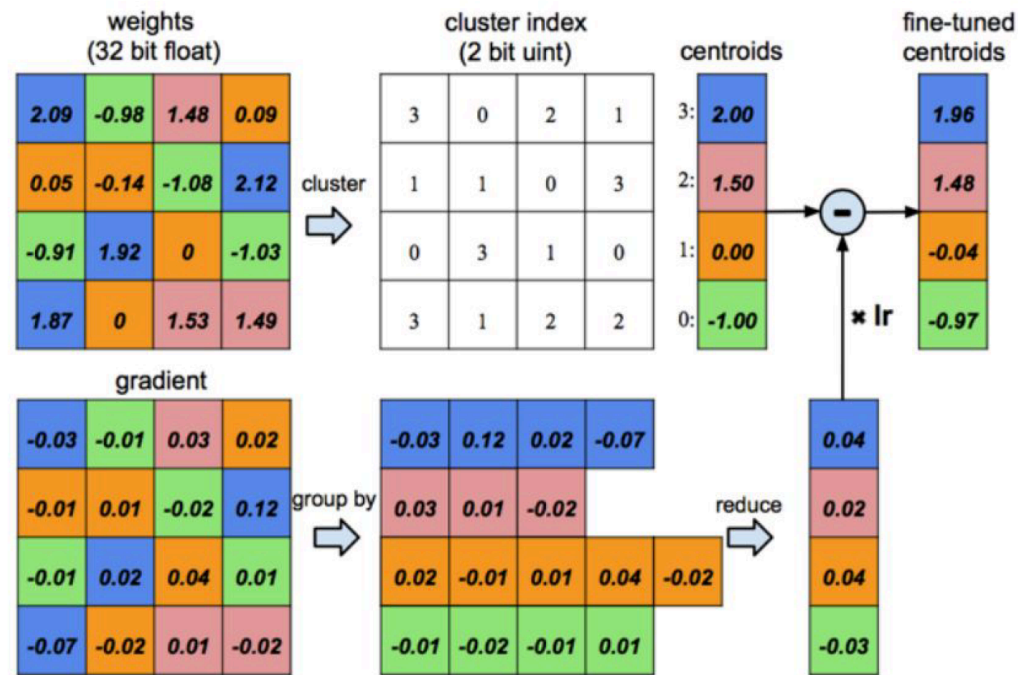 weights
(32 bit float)
cluster index
(2 bit uint)
centroids
fine-tuned
centroids
2.09 -0.98 1.48 0.09
0.05 -0.14 -1.08 2.12
-0.91 1.92 0 -1.03
1.87 0 1.53 1.49
cluster
3 0 2 1
1 1 0 3
0 3 1 0
3 1 2 2
3: 2.00
2: 1.50
1: 0.00
0: -1.00
-
× lr
1.96
1.48
-0.04
-0.97
gradient
-0.03 -0.01 0.03 0.02
-0.01 0.01 -0.02 0.12
-0.01 0.02 0.04 0.01
-0.07 -0.02 0.01 -0.02
group by
-0.03 0.12 0.02 -0.07
0.03 0.01 -0.02
0.02 -0.01 0.01 0.04 -0.02
-0.01 -0.02 -0.01 0.01
reduce
0.04
0.02
0.04
-0.03